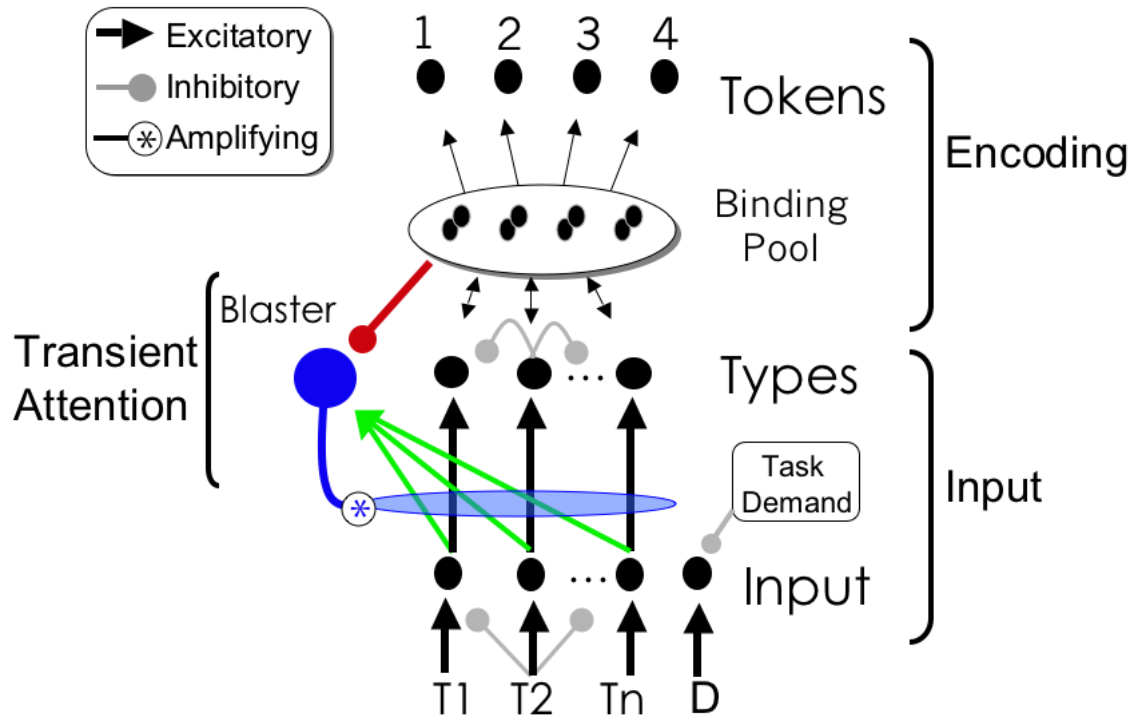 Excitatory
Inhibitory
* Amplifying
1 2 3 4
Tokens
Encoding
Binding
Pool
Blaster
Transient
Attention
Types
...
Task
Demand
Input
*
...
Input
T1 T2 Tn D